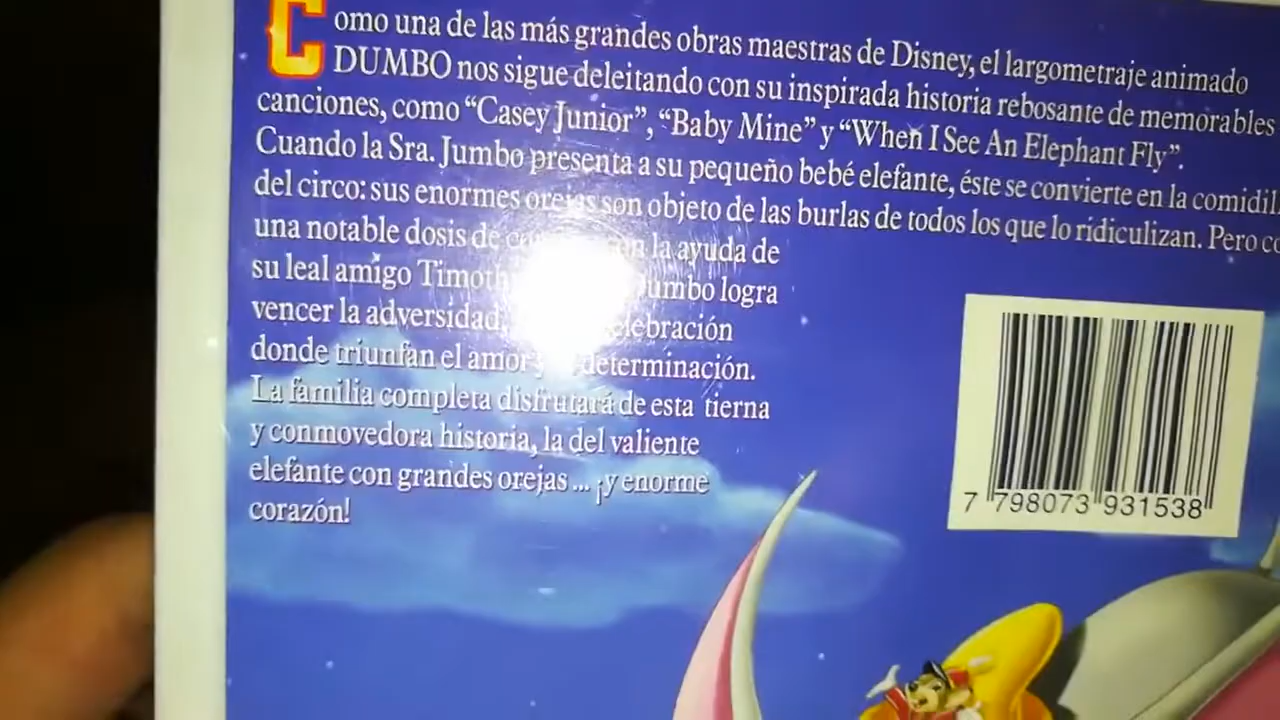 Como una de las más grandes obras maestras de Disney, el largometraje animado
DUMBO nos sigue deleitando con su inspirada historia rebosante de memorables
canciones, como “Casey Junior”, “Baby Mine” y “When I See An Elephant Fly”.
Cuando la Sra. Jumbo presenta a su pequeño bebé elefante, éste se convierte en la
del circo: sus enormes orejas son objeto de las burlas de todos los que lo ridiculizan. Pero
una notable dosis de la ayuda de
su leal amigo logra
vencer la adversidad,
donde triunfan el amor determinación.
La familia completa disfrutará de esta tierna
y conmovedora historia, la del valiente
elefante con grandes orejas ... ¡y enorme
corazón!
7 798073 931538